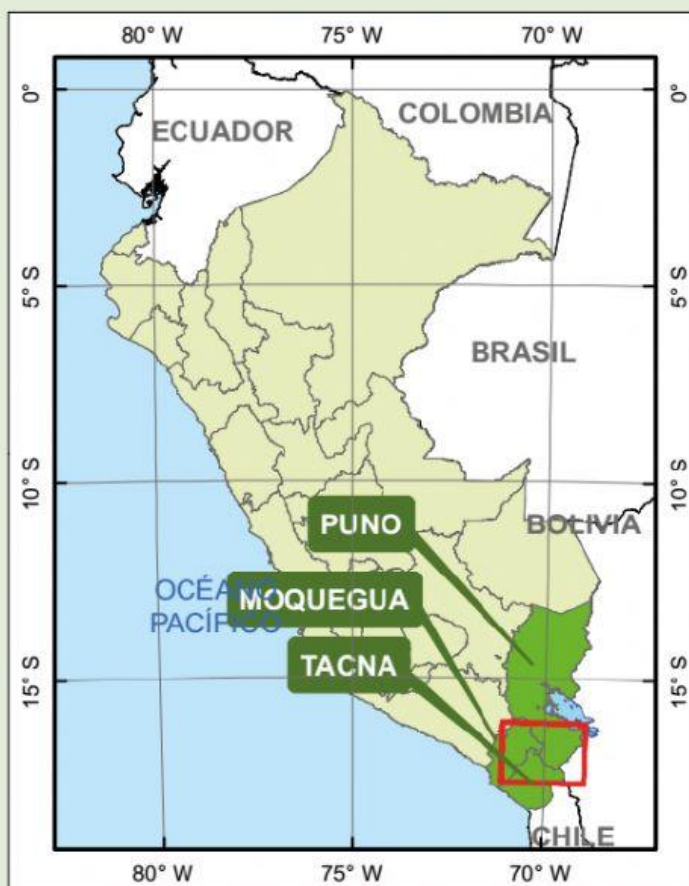 80° W 75° W 70° W
0°
0°
COLOMBIA
ECUADOR
5°S
5°S
BRASIL
10°S
10°S
PUNO
BOLIVIA
OCÉANO
PACÍFICO
MOQUEGUA
TACNA
15°S
15°S
CHILE
80° W 75° W 70° W